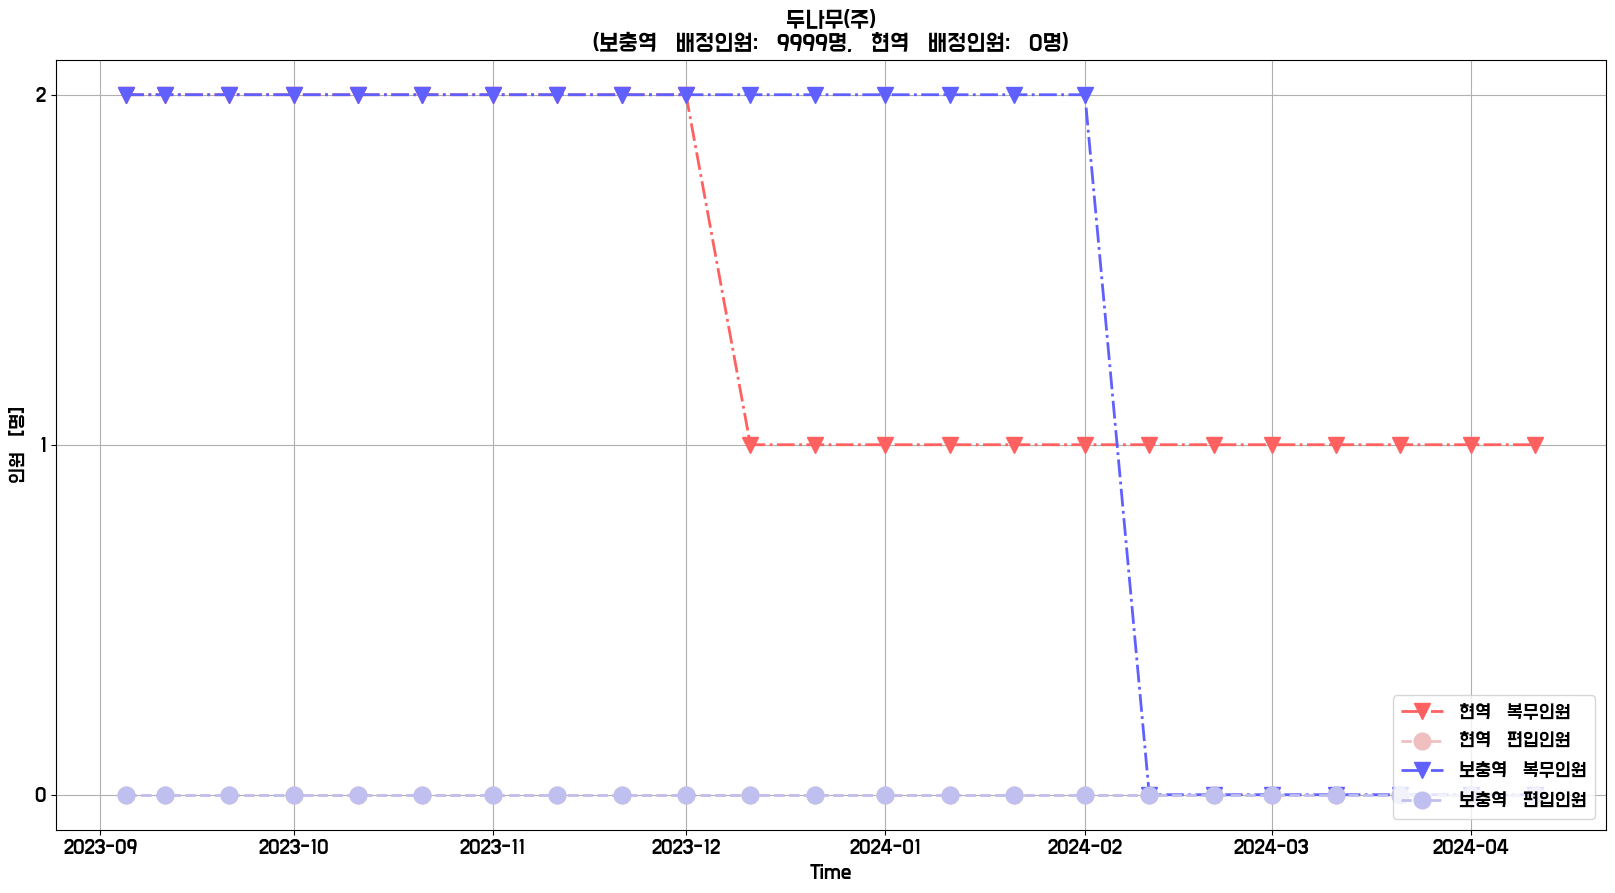 두나무(주)
(보충역 배정인원: 9999명, 현역 배정인원: 0명)
인원 [명]
2
1
0
현역 복무인원
현역 편입인원
보충역 복무인원
보충역 편입인원
2023-09 2023-10 2023-11 2023-12 2024-01 2024-02 2024-03 2024-04
Time